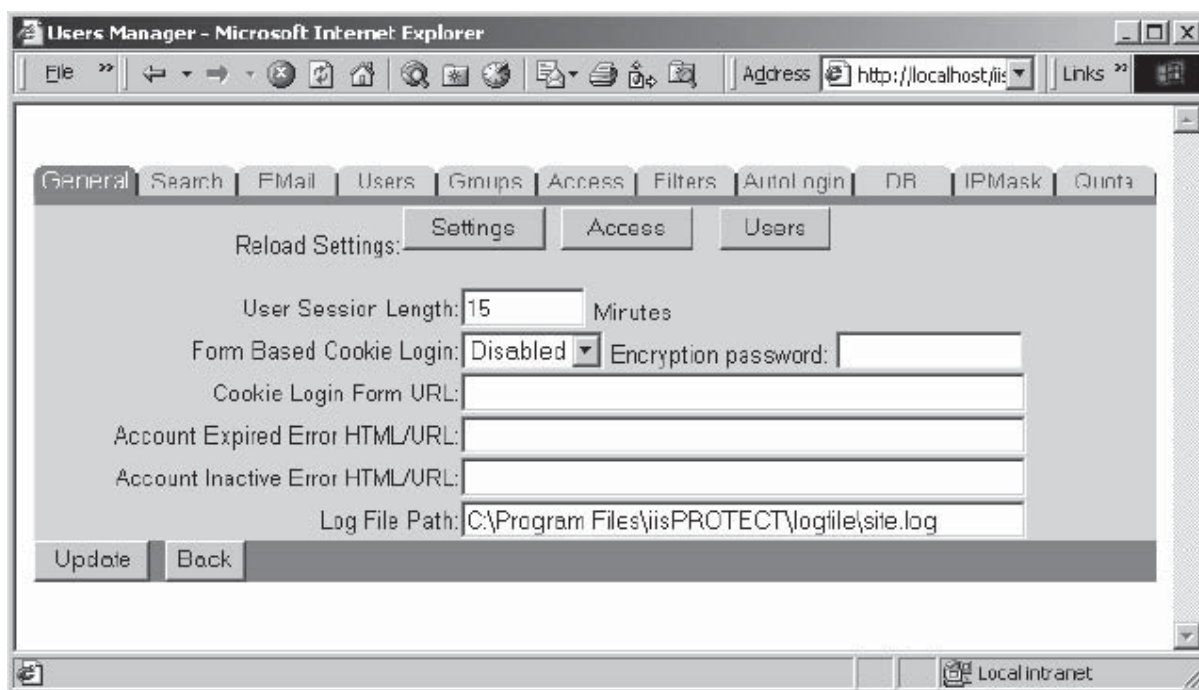 Users Manager - Microsoft Internet Explorer
File » Address http://localhost/iis Links »
General Search EMail Users Groups Access Filters AutoLogin DB IPMask Quota
Reload Settings: Settings Access Users
User Session Length: 15 Minutes
Form Based Cookie Login: Disabled Encryption password:
Cookie Login Form URL:
Account Expired Error HTML/URL:
Account Inactive Error HTML/URL:
Log File Path: C:\Program Files\iisPROTECT\logfile\site.log
Update Back
Local intranet